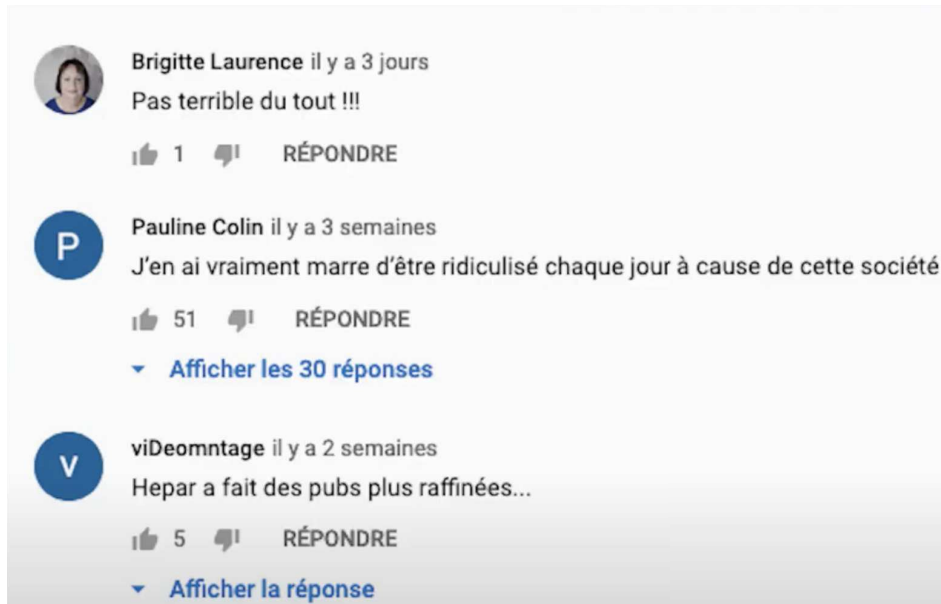 Brigitte Laurence il y a 3 jours
Pas terrible du tout !!!
1 RÉPONDRE
P
Pauline Colin il y a 3 semaines
J'en ai vraiment marre d'être ridiculisé chaque jour à cause de cette société
51 RÉPONDRE
Afficher les 30 réponses
V
viDeomntage il y a 2 semaines
Hepar a fait des pubs plus raffinées...
5 RÉPONDRE
Afficher la réponse